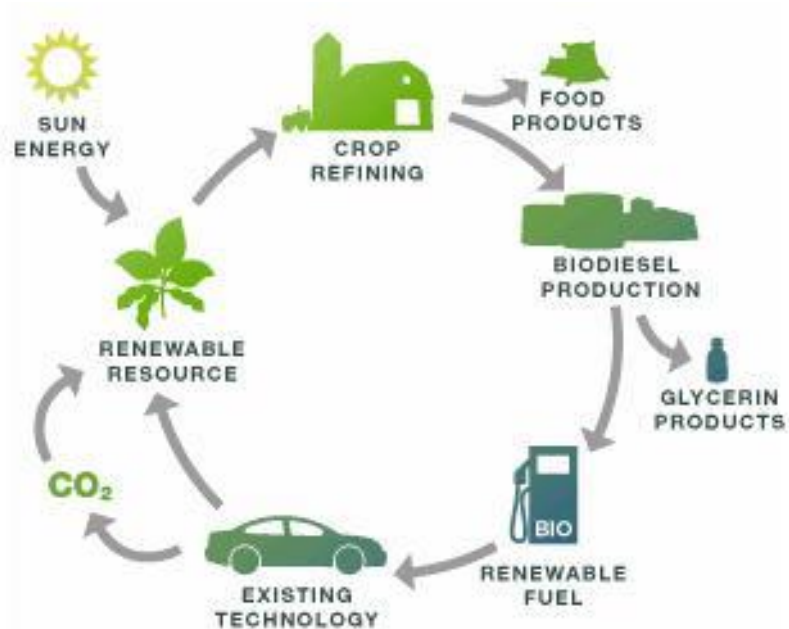 SUN
ENERGY
CROP
REFINING
FOOD
PRODUCTS
BIODIESEL
PRODUCTION
RENEWABLE
RESOURCE
GLYCERIN
PRODUCTS
CO₂
BIO
RENEWABLE
FUEL
EXISTING
TECHNOLOGY